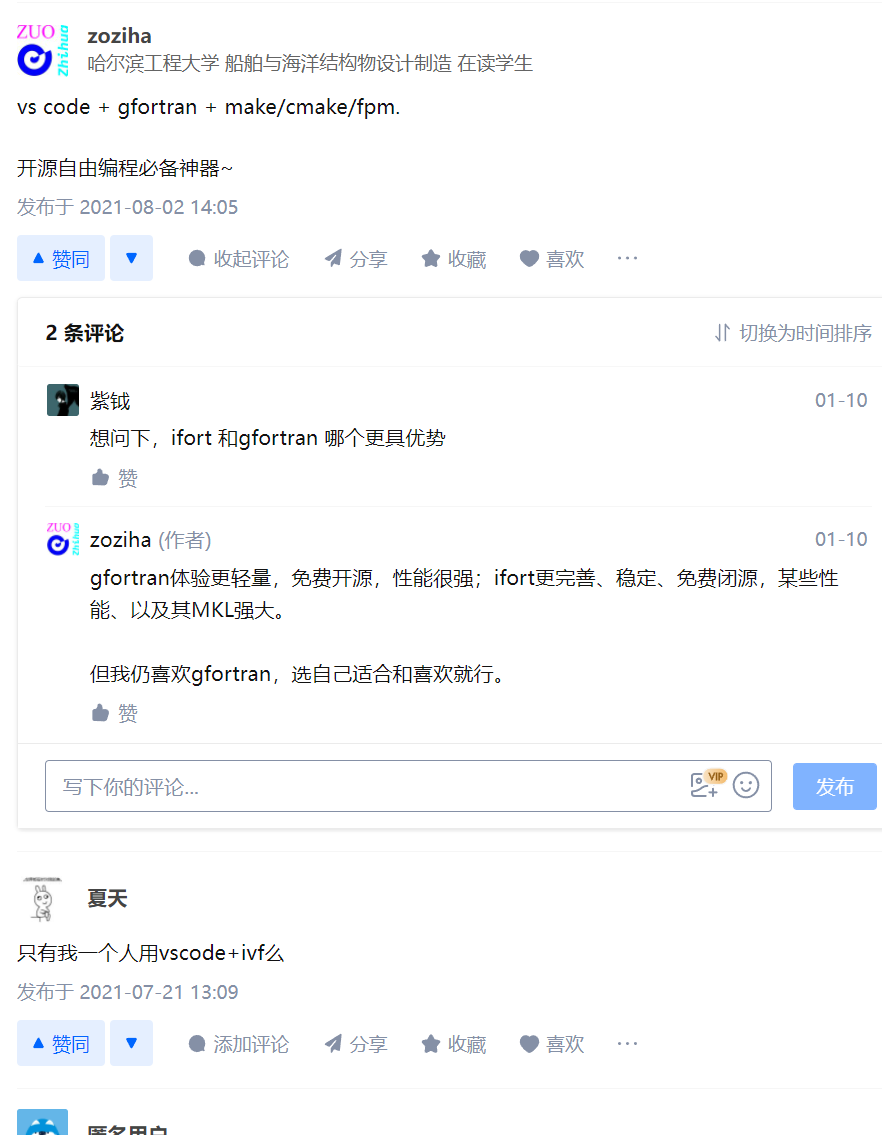 ZUO
Zhihua
zoziha
哈尔滨工程大学 船舶与海洋结构物设计制造 在读学生
vs code + gfortran + make/cmake/fpm.
开源自由编程必备神器~
发布于 2021-08-02 14:05
赞同 收起评论 分享 收藏 喜欢 ···
2 条评论 切换为时间排序
紫钺 01-10
想问下，ifort 和gfortran 哪个更具优势
赞
ZUO
Zhihua
zoziha (作者) 01-10
gfortran体验更轻量，免费开源，性能很强；ifort更完善、稳定、免费闭源，某些性
能、以及其MKL强大。
但我仍喜欢gfortran，选自己适合和喜欢就行。
赞
写下你的评论... VIP 发布
夏天
只有我一个人用vscode+ivf么
发布于 2021-07-21 13:09
赞同 添加评论 分享 收藏 喜欢 ···
匿名用户